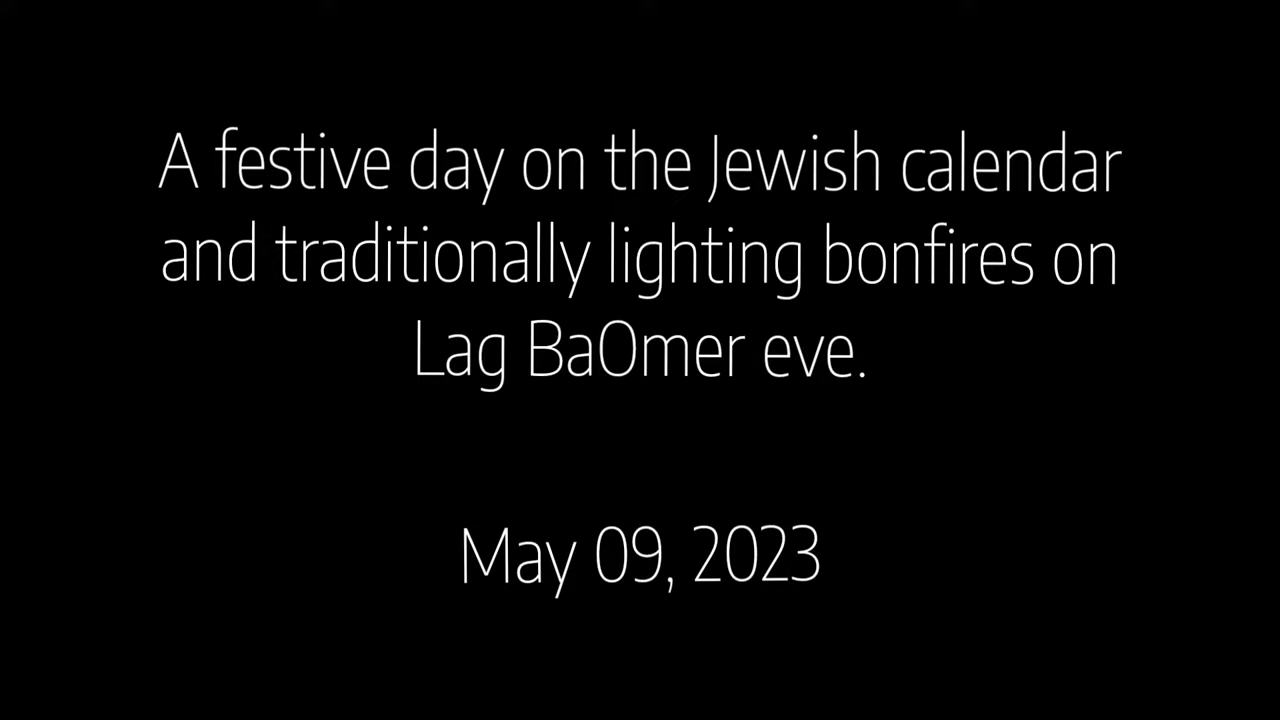 A festive day on the Jewish calendar
and traditionally lighting bonfires on
Lag BaOmer eve.
May 09, 2023